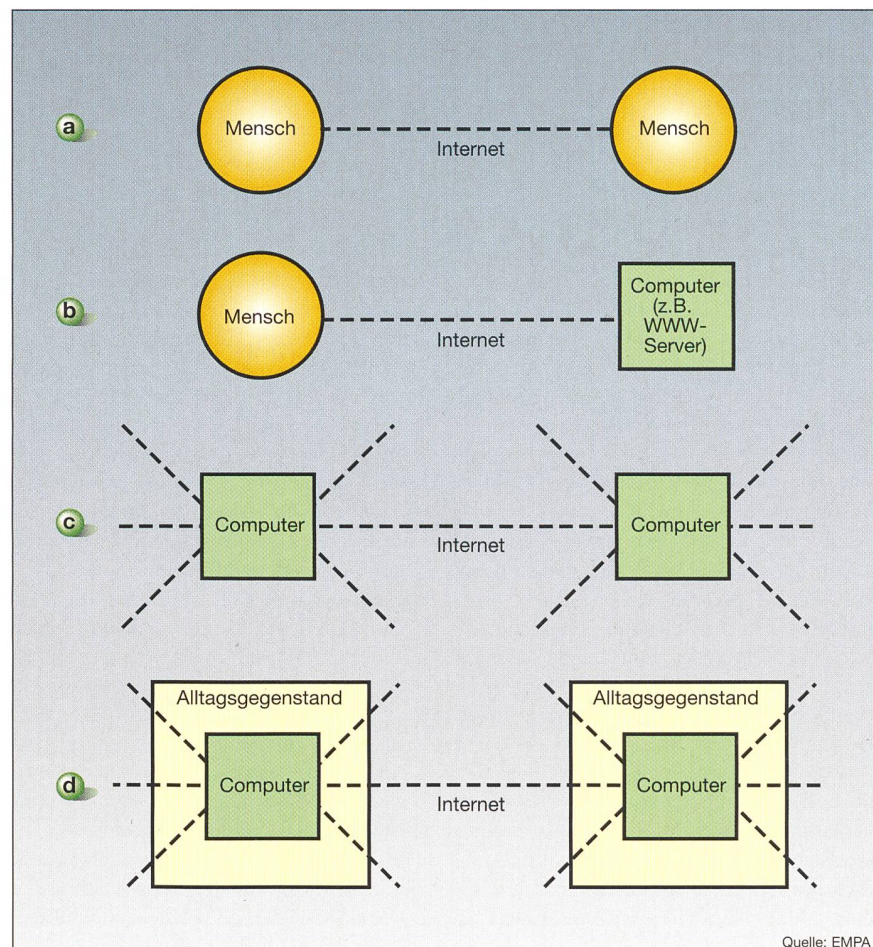 a
Mensch
Internet
Mensch
b
Mensch
Internet
Computer
(z.B.
WWW-
Server)
c
Computer
Internet
Computer
d
Alltagsgegenstand
Computer
Internet
Alltagsgegenstand
Computer
Quelle: EMPA